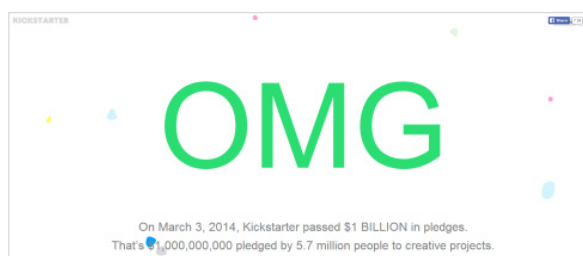 KICKSTARTER
Share
OMG
On March 3, 2014, Kickstarter passed $1 BILLION in pledges.
That's $1,000,000,000 pledged by 5.7 million people to creative projects.